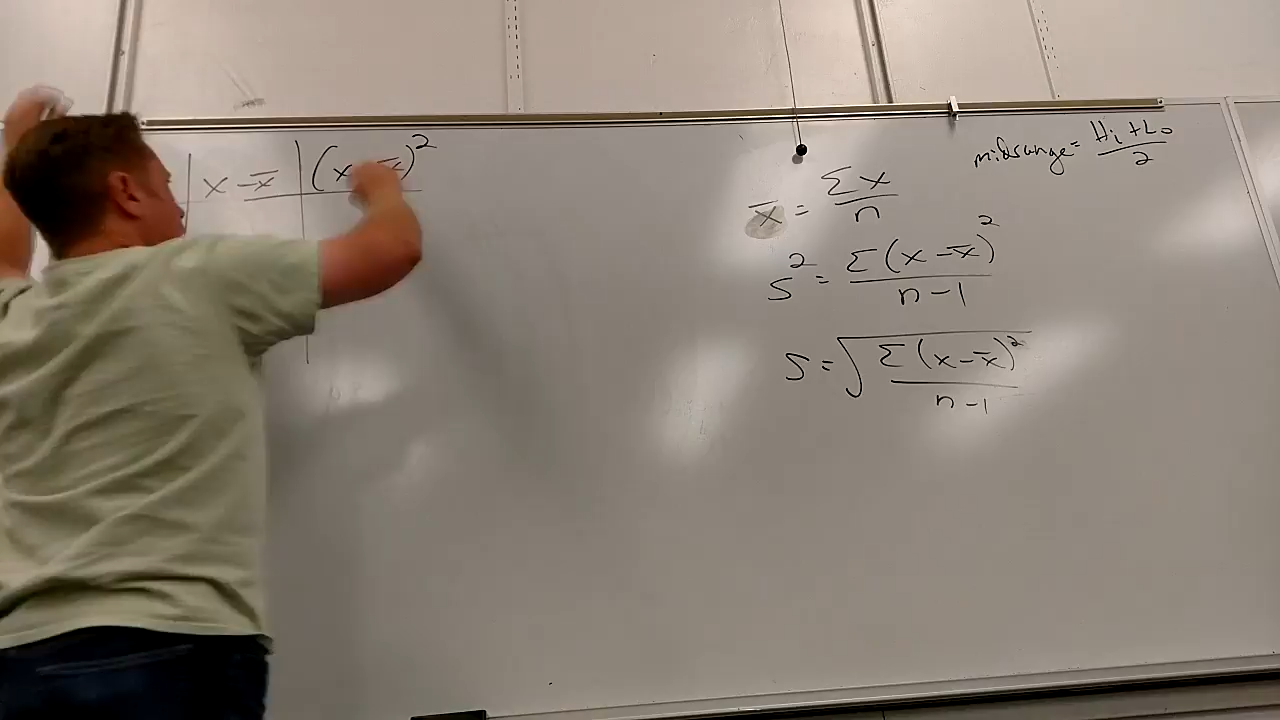 x - x̄ | (x - x̄)²
midrange = Hi + Lo / 2
x̄ = Σx / n
s² = Σ(x - x̄)² / n - 1
s = √(Σ(x - x̄)² / n - 1)